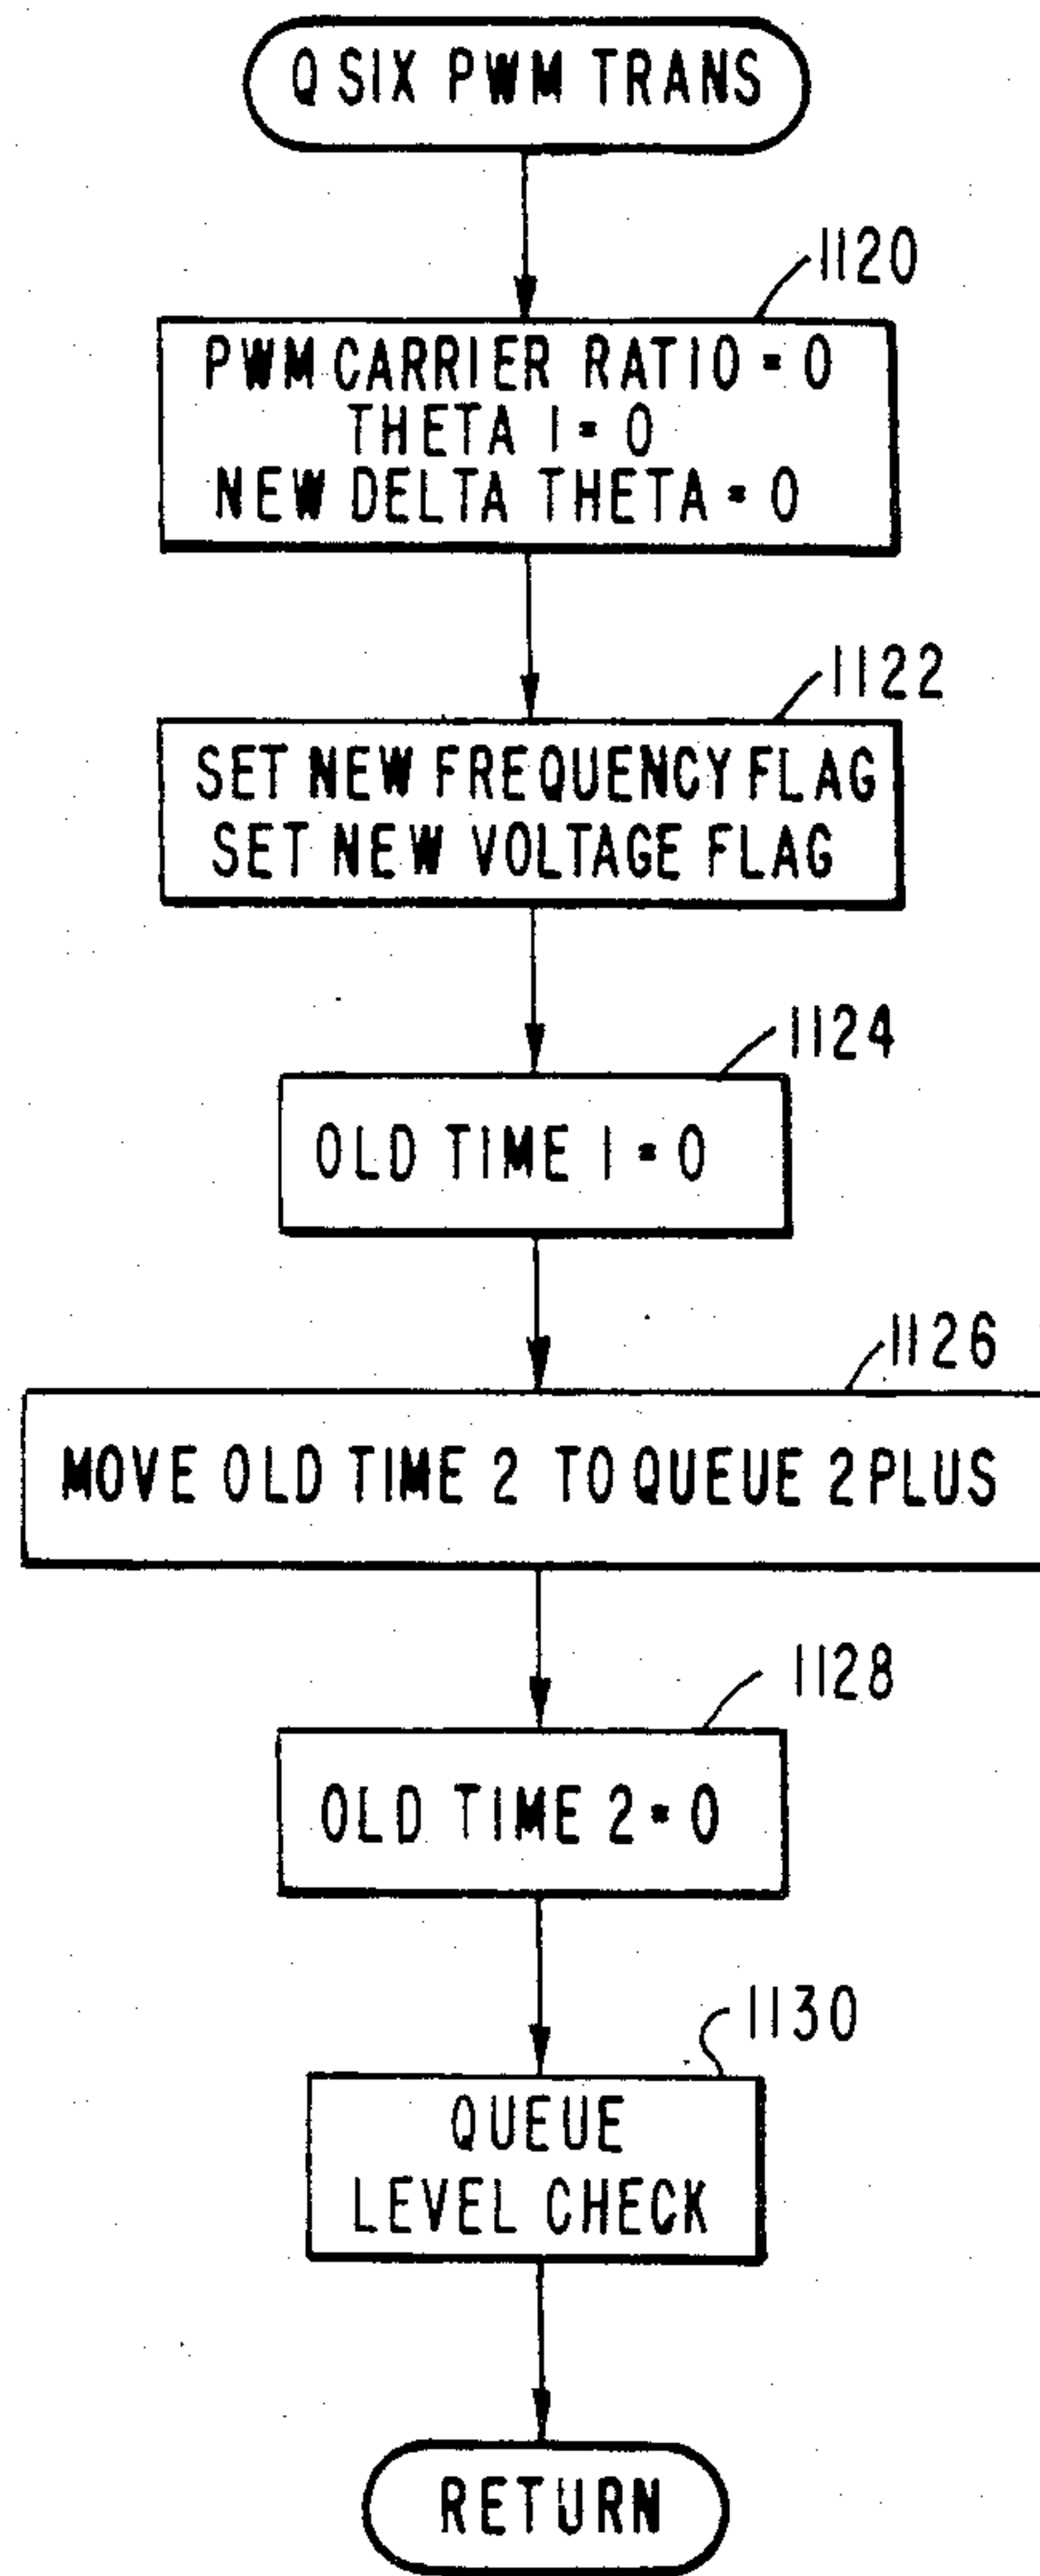 Q SIX PWM TRANS
1120
PWM CARRIER RATIO = 0
THETA 1 = 0
NEW DELTA THETA = 0
1122
SET NEW FREQUENCY FLAG
SET NEW VOLTAGE FLAG
1124
OLD TIME 1 = 0
1126
MOVE OLD TIME 2 TO QUEUE 2 PLUS
1128
OLD TIME 2 = 0
1130
QUEUE
LEVEL CHECK
RETURN